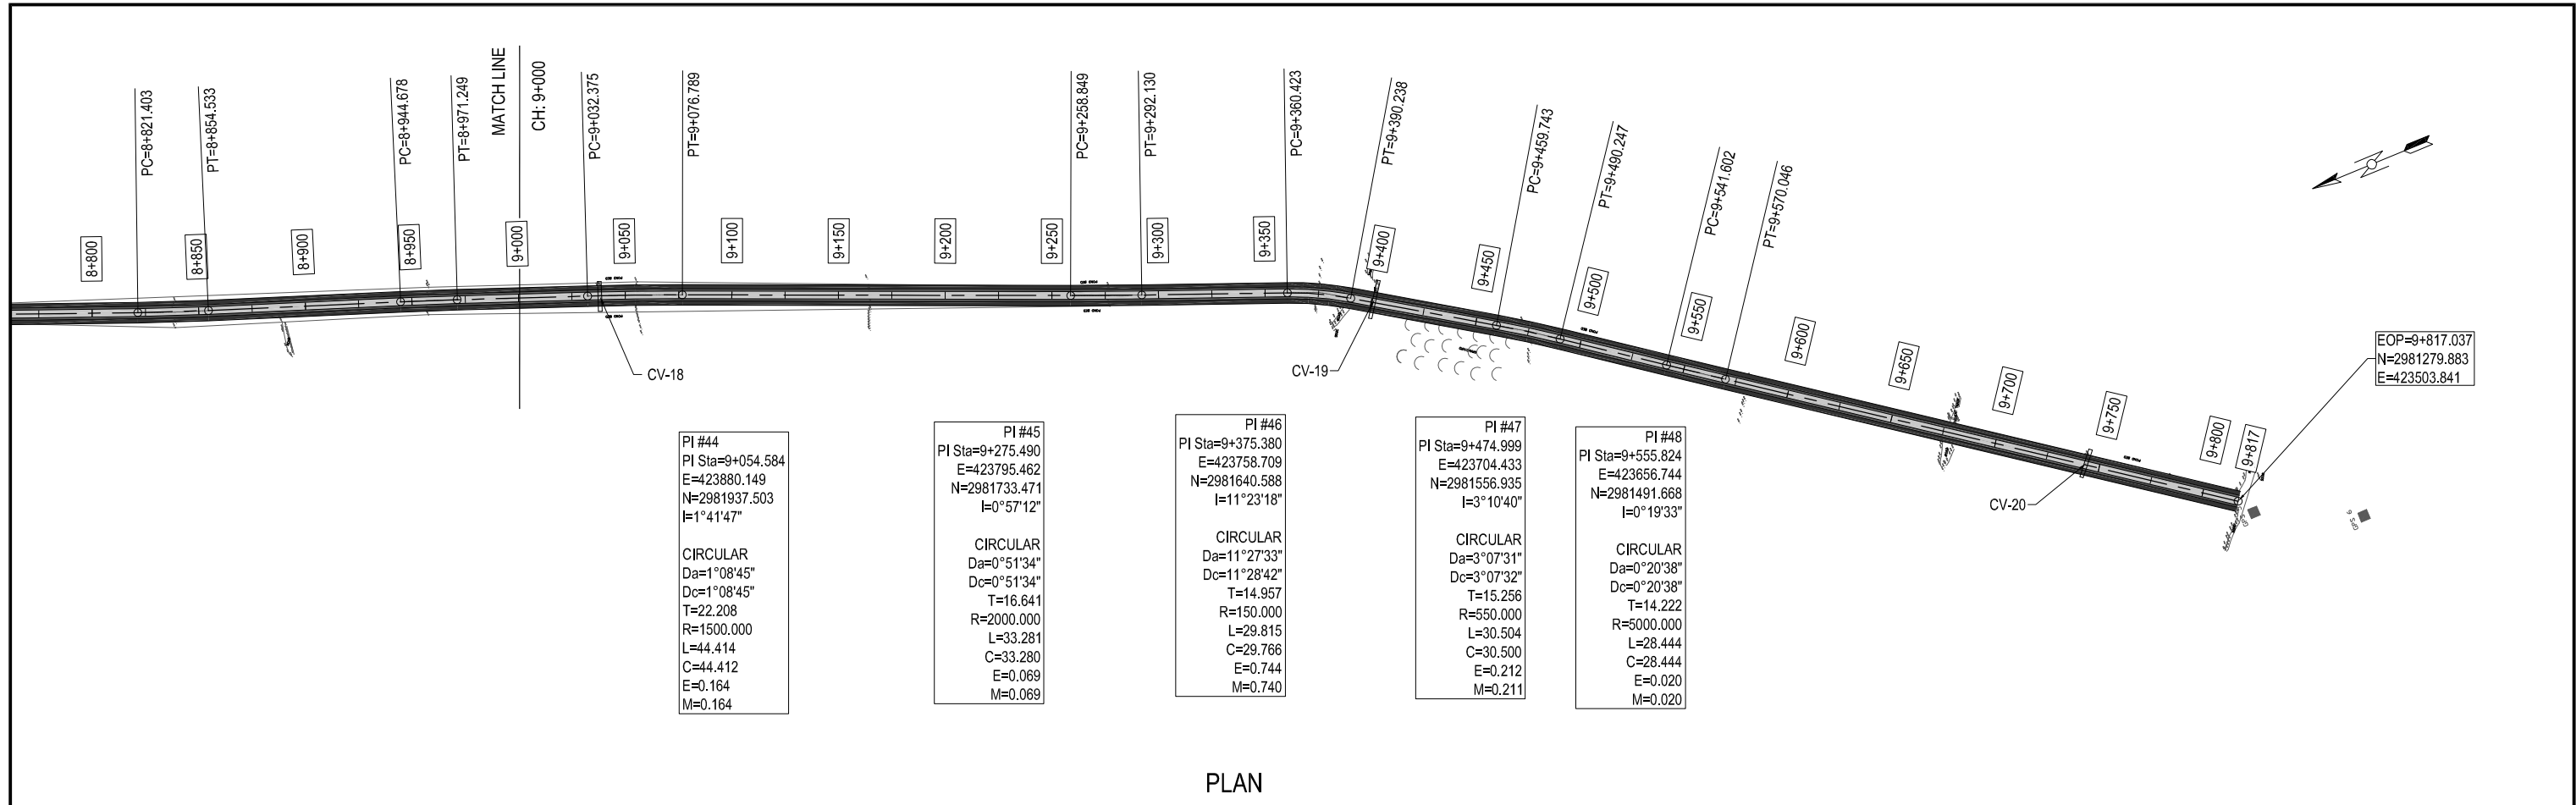 PC=8+821.403
PT=8+854.533
PC=8+944.678
PT=8+971.249
MATCH LINE
CH: 9+000
PC=9+032.375
PT=9+076.789
PC=9+258.849
PT=9+292.130
PC=9+360.423
PT=9+390.238
PC=9+459.743
PT=9+490.247
PC=9+541.602
PT=9+570.046
8+800
8+850
8+900
8+950
9+000
9+050
9+100
9+150
9+200
9+250
9+300
9+350
9+400
9+450
9+500
9+550
9+600
9+650
9+700
9+750
9+800
9+817
EOP=9+817.037
N=2981279.883
E=423503.841
CV-18
CV-19
CV-20
PI #44
PI Sta=9+054.584
E=423880.149
N=2981937.503
I=1°41'47"
CIRCULAR
Da=1°08'45"
Dc=1°08'45"
T=22.208
R=1500.000
L=44.414
C=44.412
E=0.164
M=0.164
PI #45
PI Sta=9+275.490
E=423795.462
N=2981733.471
I=0°57'12"
CIRCULAR
Da=0°51'34"
Dc=0°51'34"
T=16.641
R=2000.000
L=33.281
C=33.280
E=0.069
M=0.069
PI #46
PI Sta=9+375.380
E=423758.709
N=2981640.588
I=11°23'18"
CIRCULAR
Da=11°27'33"
Dc=11°28'42"
T=14.957
R=150.000
L=29.815
C=29.766
E=0.744
M=0.740
PI #47
PI Sta=9+474.999
E=423704.433
N=2981556.935
I=3°10'40"
CIRCULAR
Da=3°07'31"
Dc=3°07'32"
T=15.256
R=550.000
L=30.504
C=30.500
E=0.212
M=0.211
PI #48
PI Sta=9+555.824
E=423656.744
N=2981491.668
I=0°19'33"
CIRCULAR
Da=0°20'38"
Dc=0°20'38"
T=14.222
R=5000.000
L=28.444
C=28.444
E=0.020
M=0.020
PLAN